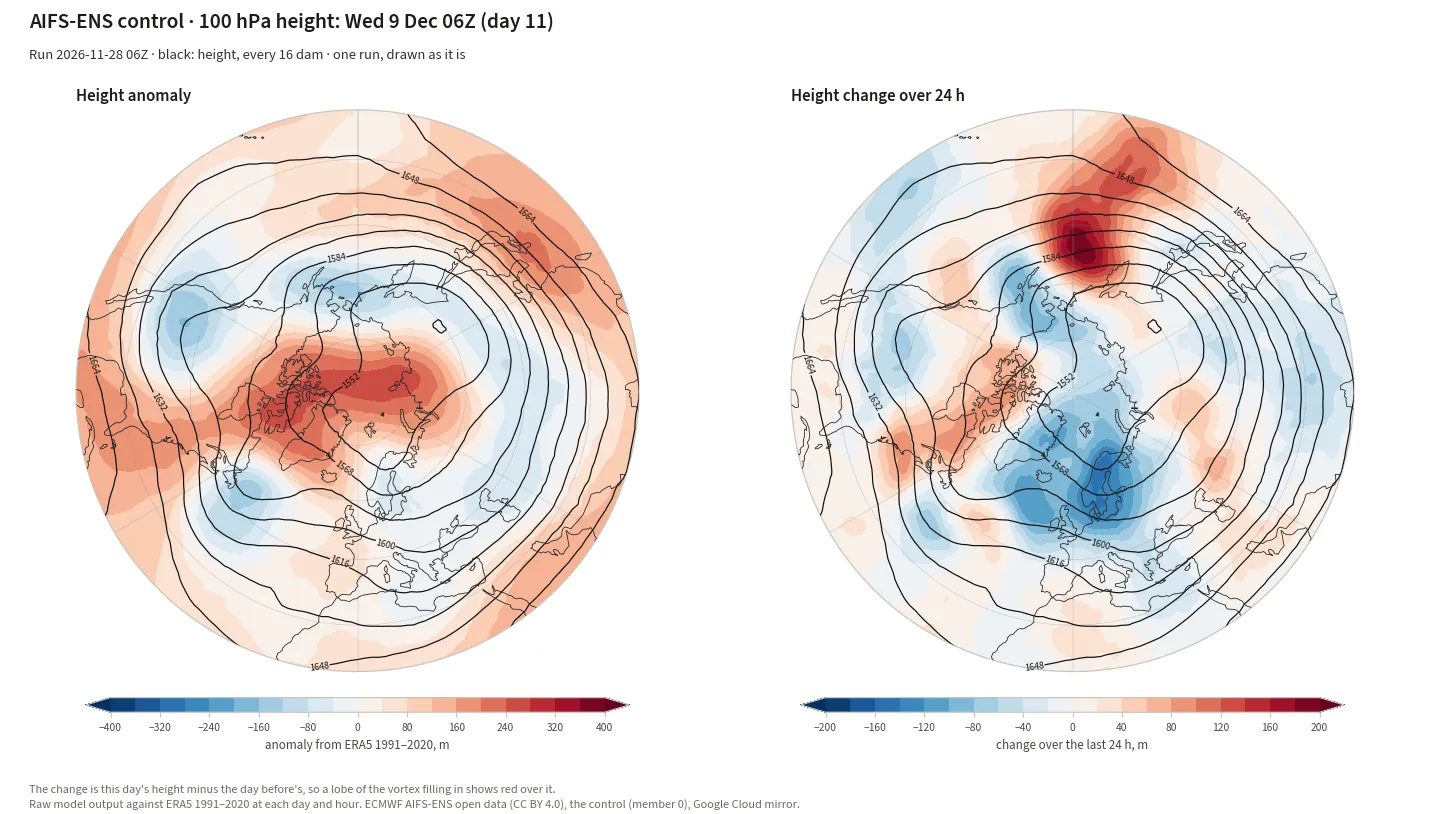 AIFS-ENS control · 100 hPa height: Wed 9 Dec 06Z (day 11)
Run 2026-11-28 06Z · black: height, every 16 dam · one run, drawn as it is
Height anomaly
Height change over 24 h
1648
1664
1584
1664
1552
1632
1568
1600
1616
1648
1648
1664
1584
1664
1552
1632
1568
1600
1616
1648
−400 −320 −240 −160 −80 0 80 160 240 320 400
anomaly from ERA5 1991–2020, m
−200 −160 −120 −80 −40 0 40 80 120 160 200
change over the last 24 h, m
The change is this day's height minus the day before's, so a lobe of the vortex filling in shows red over it.
Raw model output against ERA5 1991–2020 at each day and hour. ECMWF AIFS-ENS open data (CC BY 4.0), the control (member 0), Google Cloud mirror.